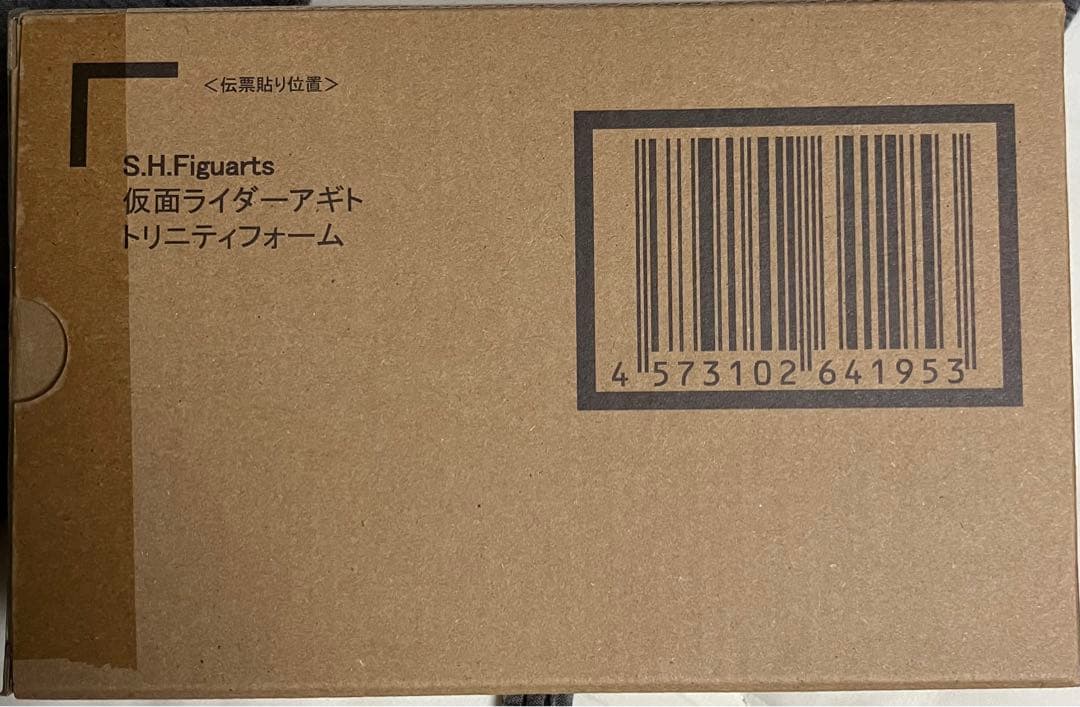 ＜伝票貼り位置＞
S.H.Figuarts
仮面ライダーアギト
トリニティフォーム
4 573102 641953